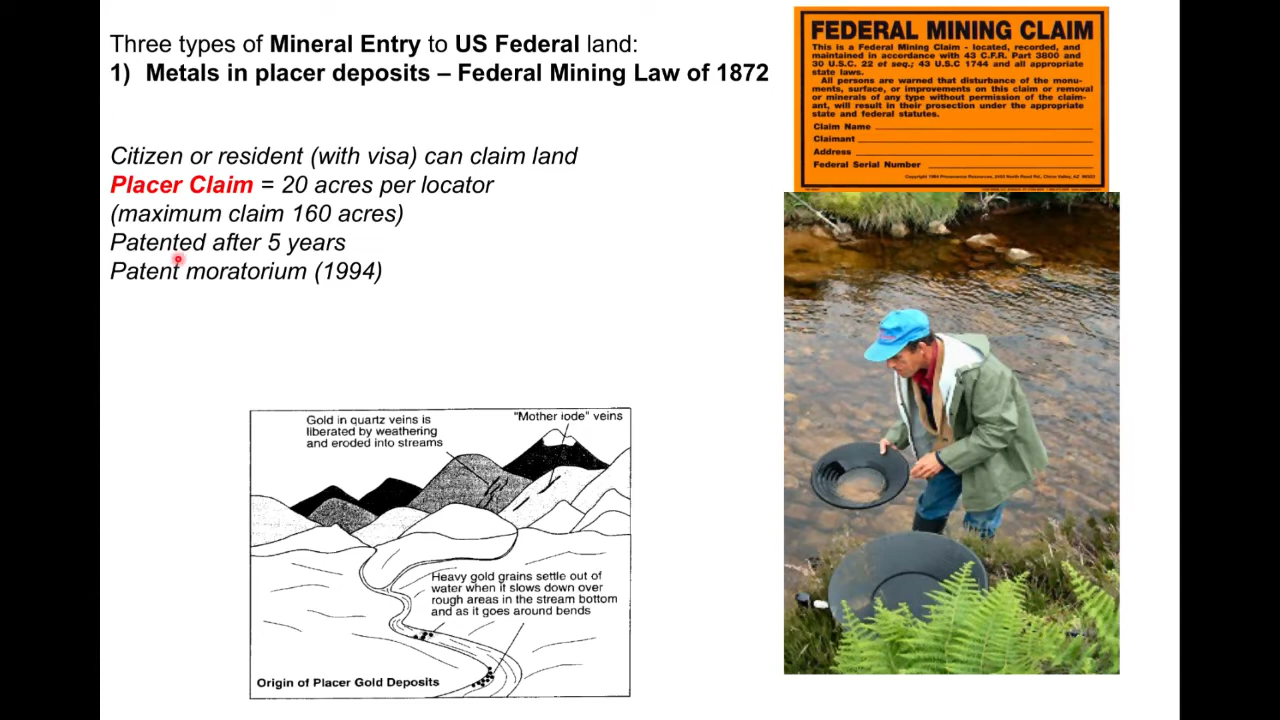 Three types of Mineral Entry to US Federal land:
1) Metals in placer deposits – Federal Mining Law of 1872
Citizen or resident (with visa) can claim land
Placer Claim = 20 acres per locator
(maximum claim 160 acres)
Patented after 5 years
Patent moratorium (1994)
FEDERAL MINING CLAIM
This is a Federal Mining Claim - located, recorded, and
maintained in accordance with 43 C.F.R. Part 3800 and
30 U.S.C. 22 et seq.; 43 U.S.C 1744 and all appropriate
state laws.
All persons are warned that disturbance of the monu-
ments, surface, or improvements on this claim or removal
or minerals of any type without permission of the claim-
ant, will result in their prosection under the appropriate
state and federal statutes.
Claim Name
Claimant
Address
Federal Serial Number
Gold in quartz veins is
liberated by weathering
and eroded into streams
"Mother iode" veins
Heavy gold grains settle out of
water when it slows down over
rough areas in the stream bottom
and as it goes around bends
Origin of Placer Gold Deposits